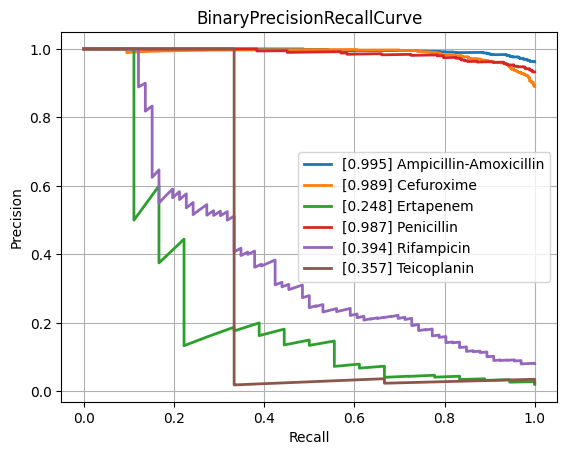 BinaryPrecisionRecallCurve
Precision
1.0
0.8
0.6
0.4
0.2
0.0
[0.995] Ampicillin-Amoxicillin
[0.989] Cefuroxime
[0.248] Ertapenem
[0.987] Penicillin
[0.394] Rifampicin
[0.357] Teicoplanin
0.0 0.2 0.4 0.6 0.8 1.0
Recall